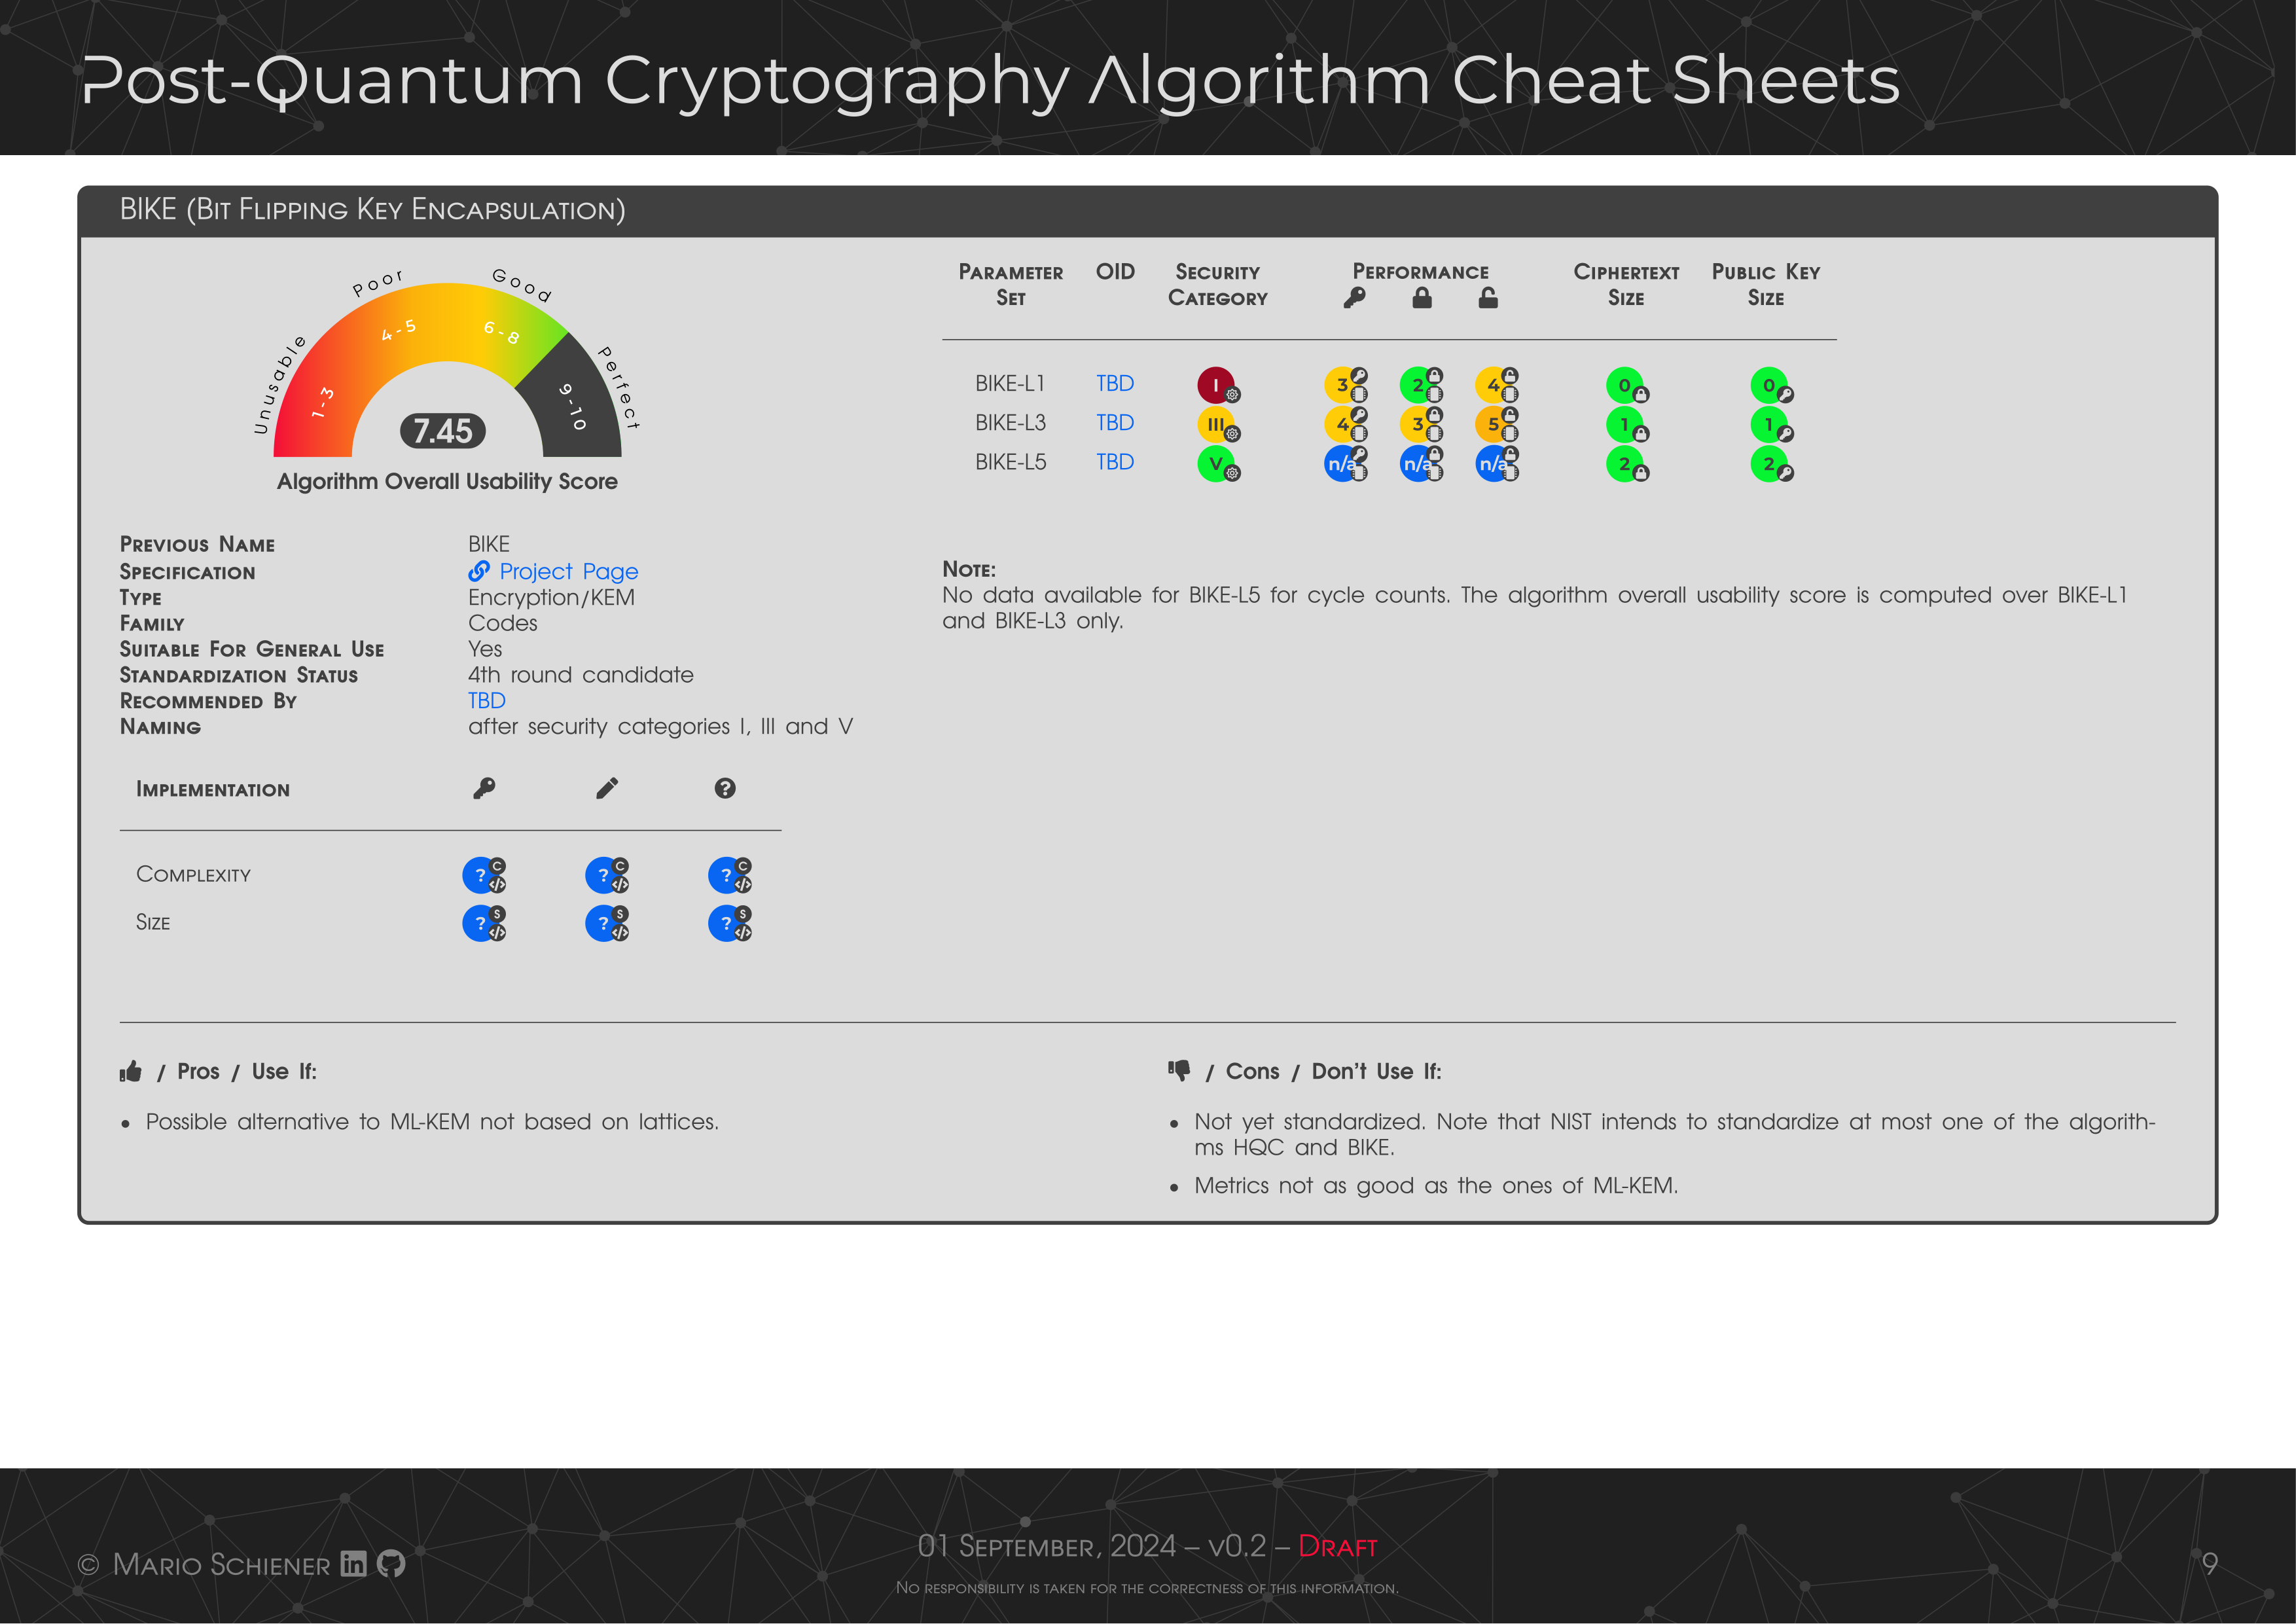 Post-Quantum Cryptography Algorithm Cheat Sheets
BIKE (Bit Flipping Key Encapsulation)
Unusable Poor Good Perfect
1-3 4-5 6-8 9-10
7.45
Algorithm Overall Usability Score
Previous Name BIKE
Specification Project Page
Type Encryption/KEM
Family Codes
Suitable For General Use Yes
Standardization Status 4th round candidate
Recommended By TBD
Naming after security categories I, III and V
Implementation ?
Complexity ? C </> ? C </> ? C </>
Size ? S </> ? S </> ? S </>
Parameter Set OID Security Category Performance Ciphertext Size Public Key Size
BIKE-L1 TBD I 3 2 4 0 0
BIKE-L3 TBD III 4 3 5 1 1
BIKE-L5 TBD V n/a n/a n/a 2 2
Note:
No data available for BIKE-L5 for cycle counts. The algorithm overall usability score is computed over BIKE-L1
and BIKE-L3 only.
/ Pros / Use If:
• Possible alternative to ML-KEM not based on lattices.
/ Cons / Don't Use If:
• Not yet standardized. Note that NIST intends to standardize at most one of the algorith-
ms HQC and BIKE.
• Metrics not as good as the ones of ML-KEM.
© Mario Schiener in
01 September, 2024 – v0.2 – Draft
No responsibility is taken for the correctness of this information.
9